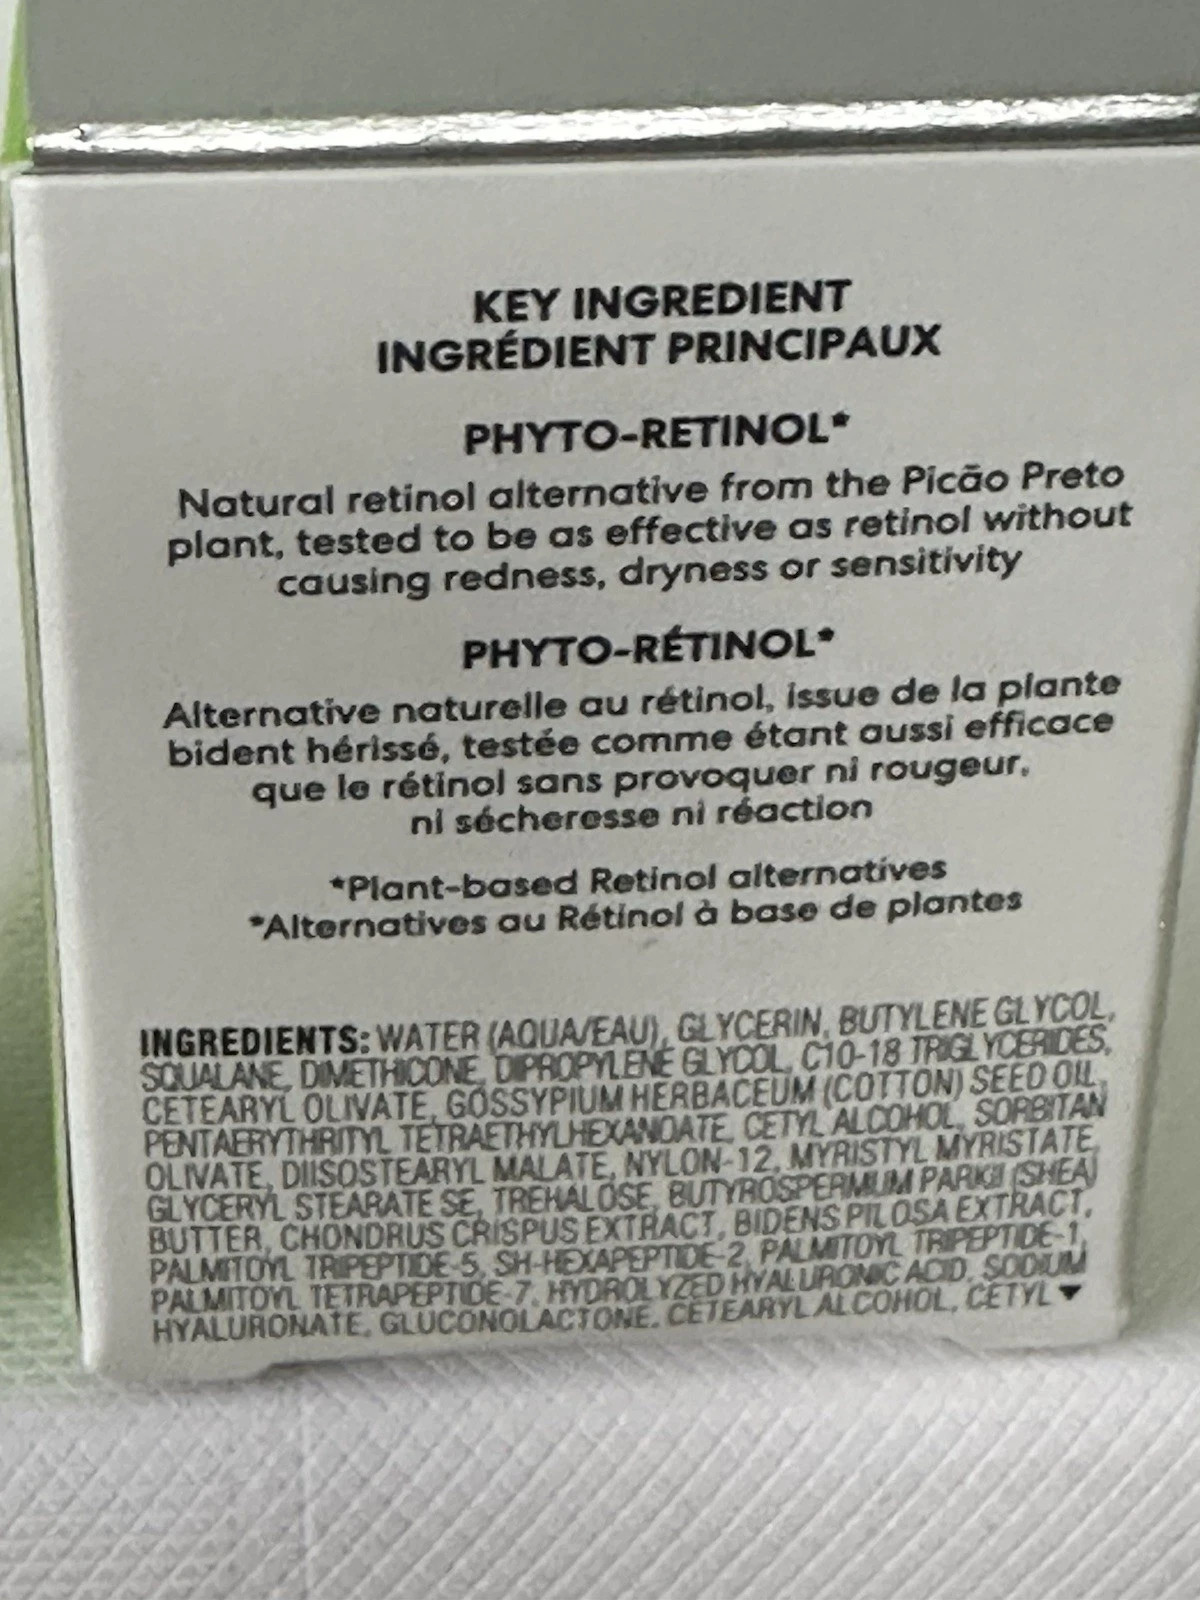 KEY INGREDIENT
INGRÉDIENT PRINCIPAUX
PHYTO-RETINOL*
Natural retinol alternative from the Picão Preto
plant, tested to be as effective as retinol without
causing redness, dryness or sensitivity
PHYTO-RÉTINOL*
Alternative naturelle au rétinol, issue de la plante
bident hérissé, testée comme étant aussi efficace
que le rétinol sans provoquer ni rougeur,
ni sécheresse ni réaction
*Plant-based Retinol alternatives
*Alternatives au Rétinol à base de plantes
INGREDIENTS: WATER (AQUA/EAU), GLYCERIN, BUTYLENE GLYCOL,
SQUALANE, DIMETHICONE, DIPROPYLENE GLYCOL, C10-18 TRIGLYCERIDES,
CETEARYL OLIVATE, GOSSYPIUM HERBACEUM (COTTON) SEED OIL,
PENTAERYTHRITYL TETRAETHYLHEXANOATE, CETYL ALCOHOL, SORBITAN
OLIVATE, DIISOSTEARYL MALATE, NYLON-12, MYRISTYL MYRISTATE,
GLYCERYL STEARATE SE, TREHALOSE, BUTYROSPERMUM PARKII (SHEA)
BUTTER, CHONDRUS CRISPUS EXTRACT, BIDENS PILOSA EXTRACT,
PALMITOYL TRIPEPTIDE-5, SH-HEXAPEPTIDE-2, PALMITOYL TRIPEPTIDE-1,
PALMITOYL TETRAPEPTIDE-7, HYDROLYZED HYALURONIC ACID, SODIUM
HYALURONATE, GLUCONOLACTONE, CETEARYL ALCOHOL, CETYL ▼